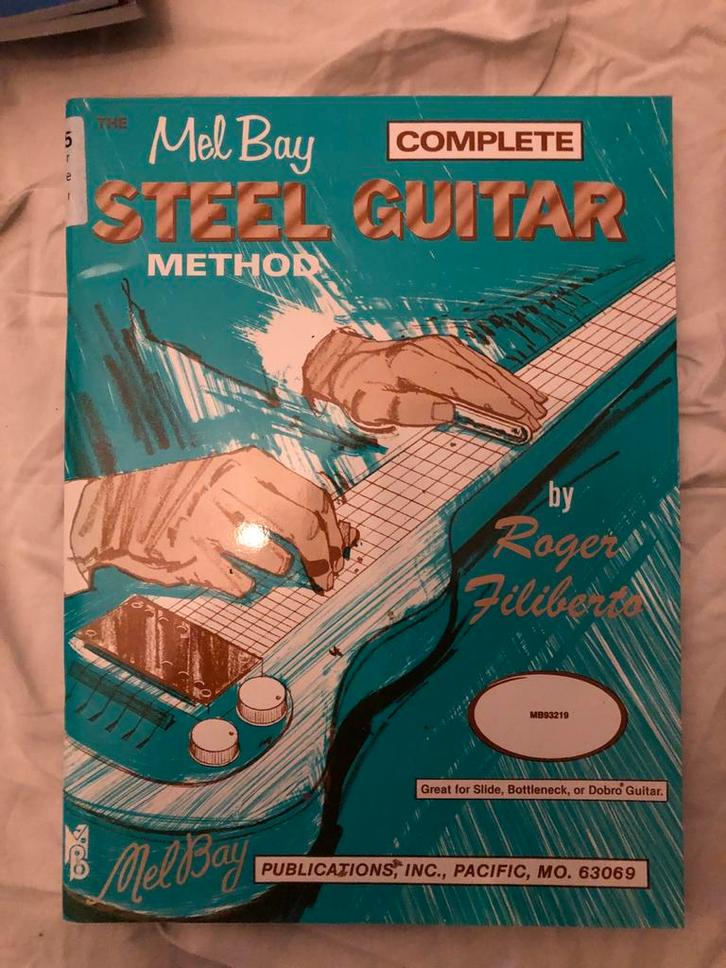 THE
Mel Bay
COMPLETE
STEEL GUITAR
METHOD
by
Roger
Filiberto
MB93219
Great for Slide, Bottleneck, or Dobro® Guitar.
Mel Bay
PUBLICATIONS, INC., PACIFIC, MO. 63069
5
r
e